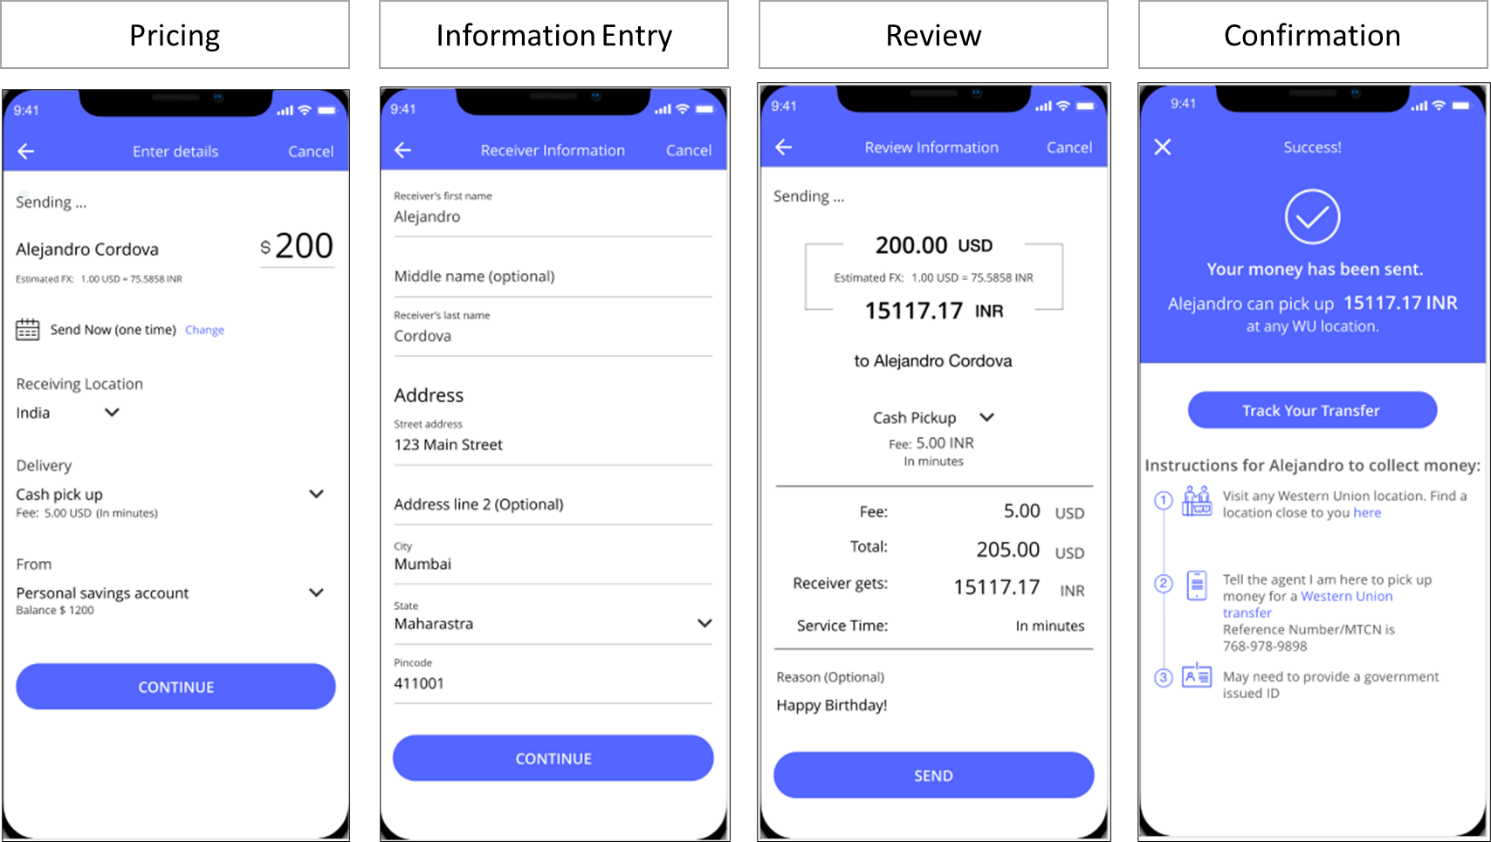 Pricing
9:41
Enter details
Cancel
Sending ...
Alejandro Cordova
$ 200
Estimated FX: 1.00 USD = 75.5858 INR
Send Now (one time) Change
Receiving Location
India
Delivery
Cash pick up
Fee: 5.00 USD (In minutes)
From
Personal savings account
Balance $ 1200
CONTINUE
Information Entry
9:41
Receiver Information
Cancel
Receiver's first name
Alejandro
Middle name (optional)
Receiver's last name
Cordova
Address
Street address
123 Main Street
Address line 2 (Optional)
City
Mumbai
State
Maharastra
Pincode
411001
CONTINUE
Review
9:41
Review Information
Cancel
Sending ...
200.00 USD
Estimated FX: 1.00 USD = 75.5858 INR
15117.17 INR
to Alejandro Cordova
Cash Pickup
Fee: 5.00 INR
In minutes
Fee: 5.00 USD
Total: 205.00 USD
Receiver gets: 15117.17 INR
Service Time: In minutes
Reason (Optional)
Happy Birthday!
SEND
Confirmation
9:41
Success!
Your money has been sent.
Alejandro can pick up 15117.17 INR
at any WU location.
Track Your Transfer
Instructions for Alejandro to collect money:
1 WU Visit any Western Union location. Find a
location close to you here
2 Tell the agent I am here to pick up
money for a Western Union
transfer
Reference Number/MTCN is
768-978-9898
3 May need to provide a government
issued ID